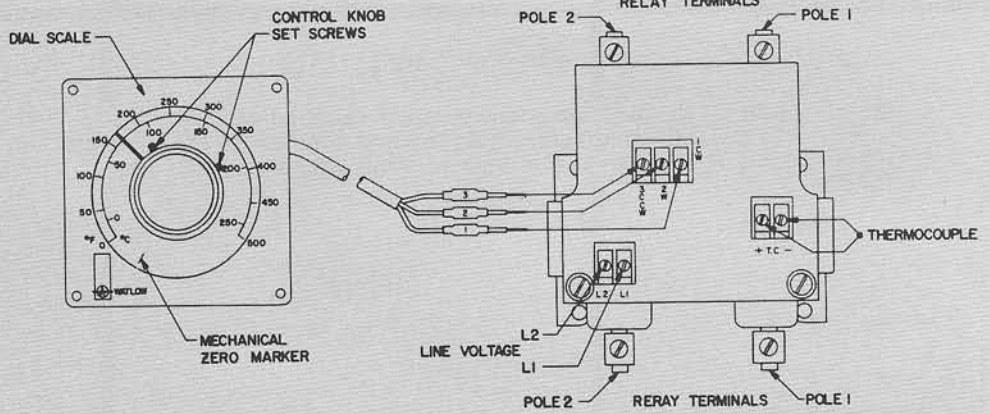 RELAY TERMINALS
POLE 2
POLE 1
CONTROL KNOB
SET SCREWS
DIAL SCALE
0
50
100
150
200
250
300
350
400
450
500
°F
0
50
100
150
200
250
°C
WATLOW
MECHANICAL
ZERO MARKER
3
2
1
3
C
C
W
2
W
1
C
W
+ T.C. -
THERMOCOUPLE
L2 L1
LINE VOLTAGE
L2
L1
POLE 2
RERAY TERMINALS
POLE 1